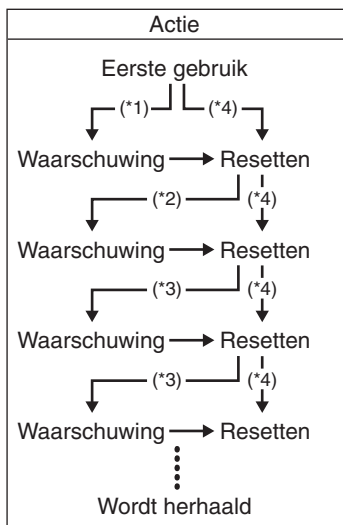 Actie
Eerste gebruik
(*1) (*4)
Waarschuwing Resetten
(*2) (*4)
Waarschuwing Resetten
(*3) (*4)
Waarschuwing Resetten
(*3) (*4)
Waarschuwing Resetten
Wordt herhaald